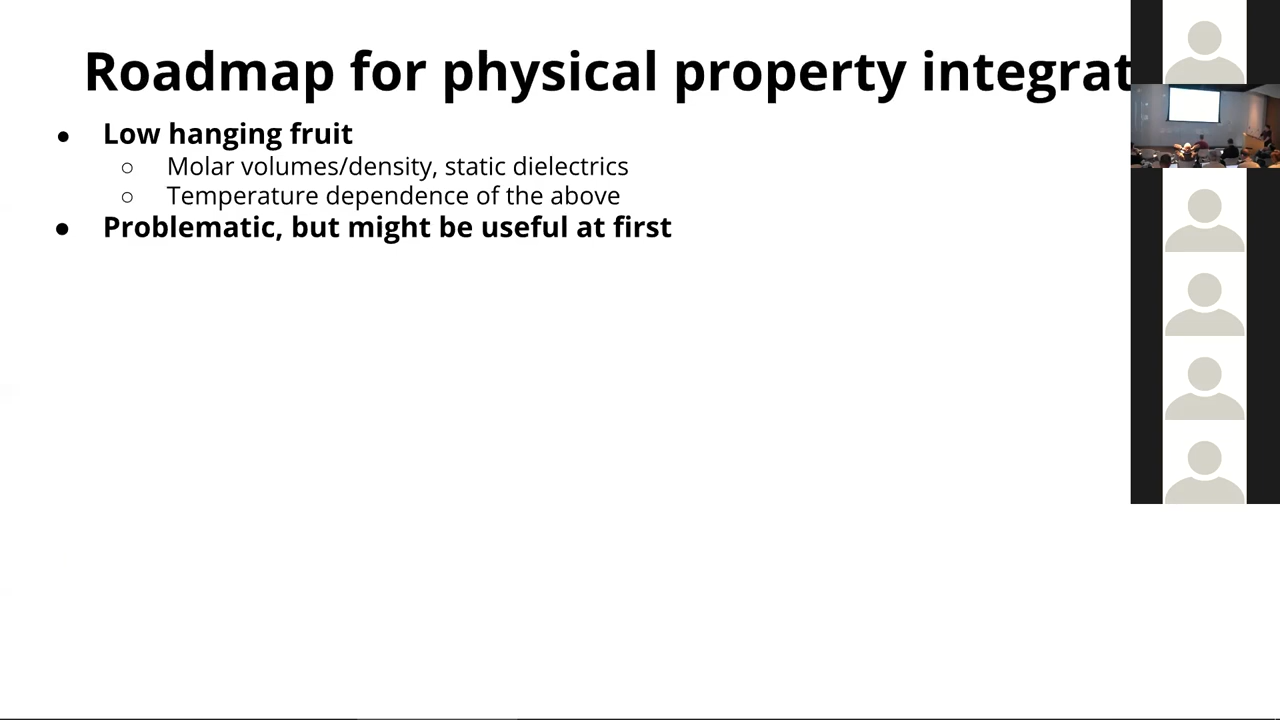 Roadmap for physical property integrat
● Low hanging fruit
○ Molar volumes/density, static dielectrics
○ Temperature dependence of the above
● Problematic, but might be useful at first